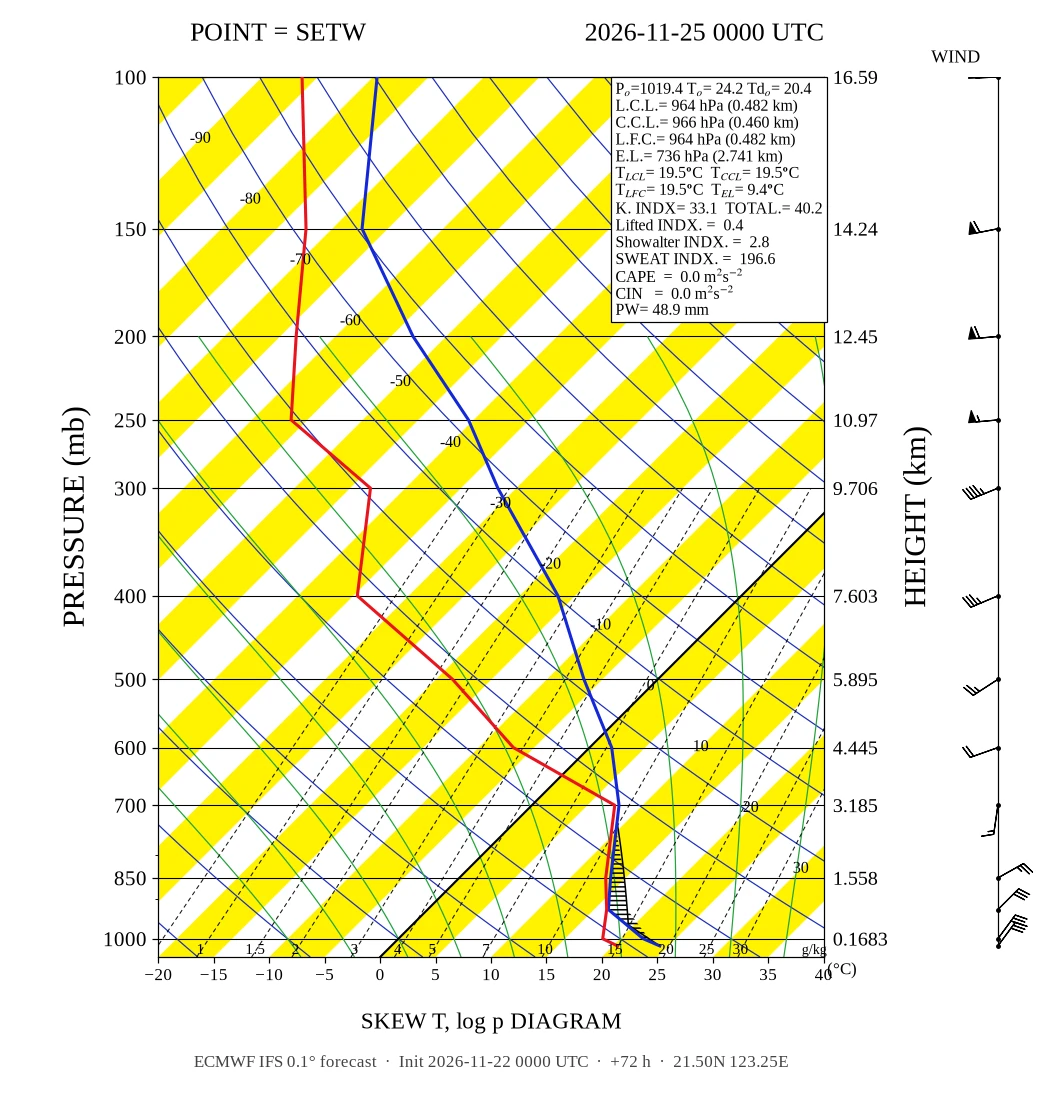 POINT = SETW
2026-11-25 0000 UTC
WIND
Pₒ=1019.4 Tₒ= 24.2 Tdₒ= 20.4
L.C.L.= 964 hPa (0.482 km)
C.C.L.= 966 hPa (0.460 km)
L.F.C.= 964 hPa (0.482 km)
E.L.= 736 hPa (2.741 km)
T_LCL= 19.5°C T_CCL= 19.5°C
T_LFC= 19.5°C T_EL= 9.4°C
K. INDX= 33.1 TOTAL.= 40.2
Lifted INDX. = 0.4
Showalter INDX. = 2.8
SWEAT INDX. = 196.6
CAPE = 0.0 m²s⁻²
CIN = 0.0 m²s⁻²
PW= 48.9 mm
PRESSURE (mb)
100
150
200
250
300
400
500
600
700
850
1000
-90
-80
-70
-60
-50
-40
-30
-20
-10
0
10
20
30
16.59
14.24
12.45
10.97
9.706
7.603
5.895
4.445
3.185
1.558
0.1683
HEIGHT (km)
1 1.5 2 3 4 5 7 10 15 20 25 30 g/kg
−20 −15 −10 −5 0 5 10 15 20 25 30 35 40 (°C)
SKEW T, log p DIAGRAM
ECMWF IFS 0.1° forecast · Init 2026-11-22 0000 UTC · +72 h · 21.50N 123.25E